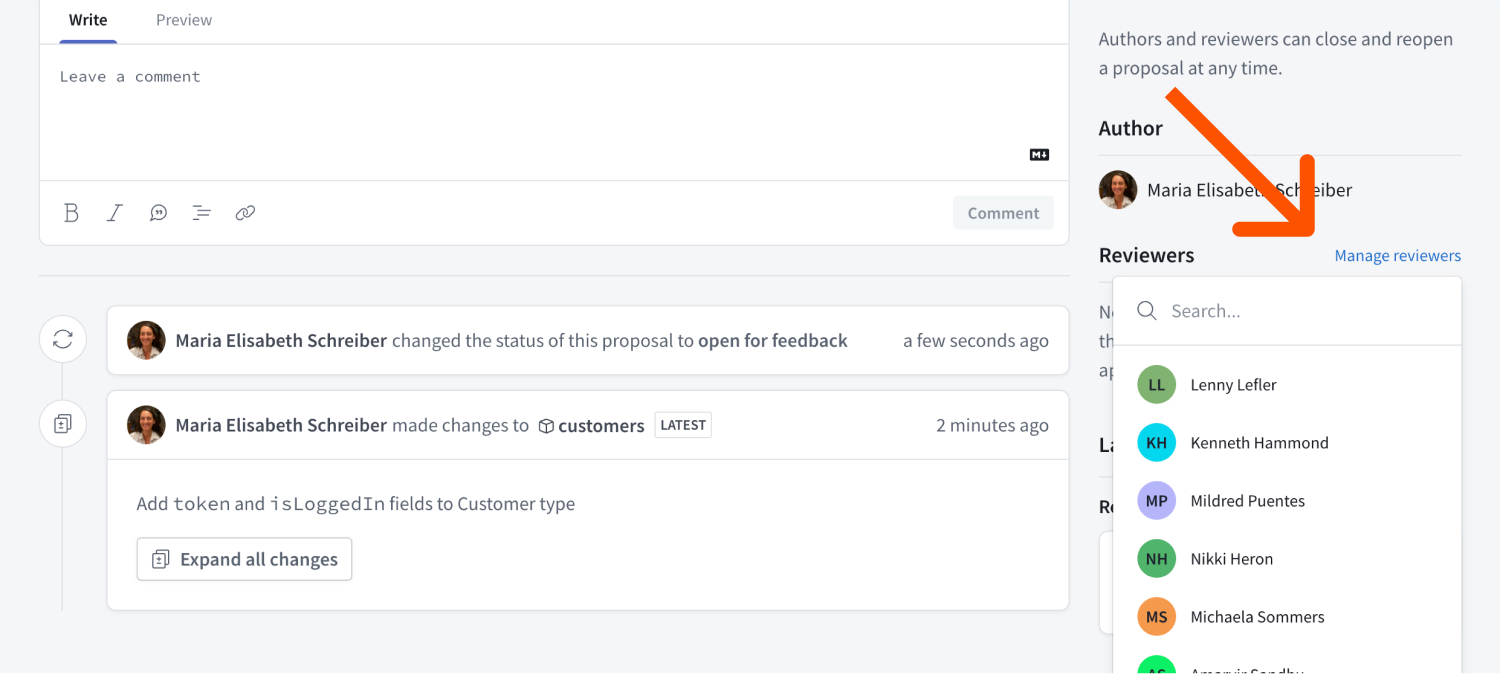 Write Preview
Leave a comment
Comment
Maria Elisabeth Schreiber changed the status of this proposal to open for feedback a few seconds ago
Maria Elisabeth Schreiber made changes to customers LATEST 2 minutes ago
Add token and isLoggedIn fields to Customer type
Expand all changes
Authors and reviewers can close and reopen
a proposal at any time.
Author
Maria Elisabeth Schreiber
Reviewers Manage reviewers
Search...
LL Lenny Lefler
KH Kenneth Hammond
MP Mildred Puentes
NH Nikki Heron
MS Michaela Sommers